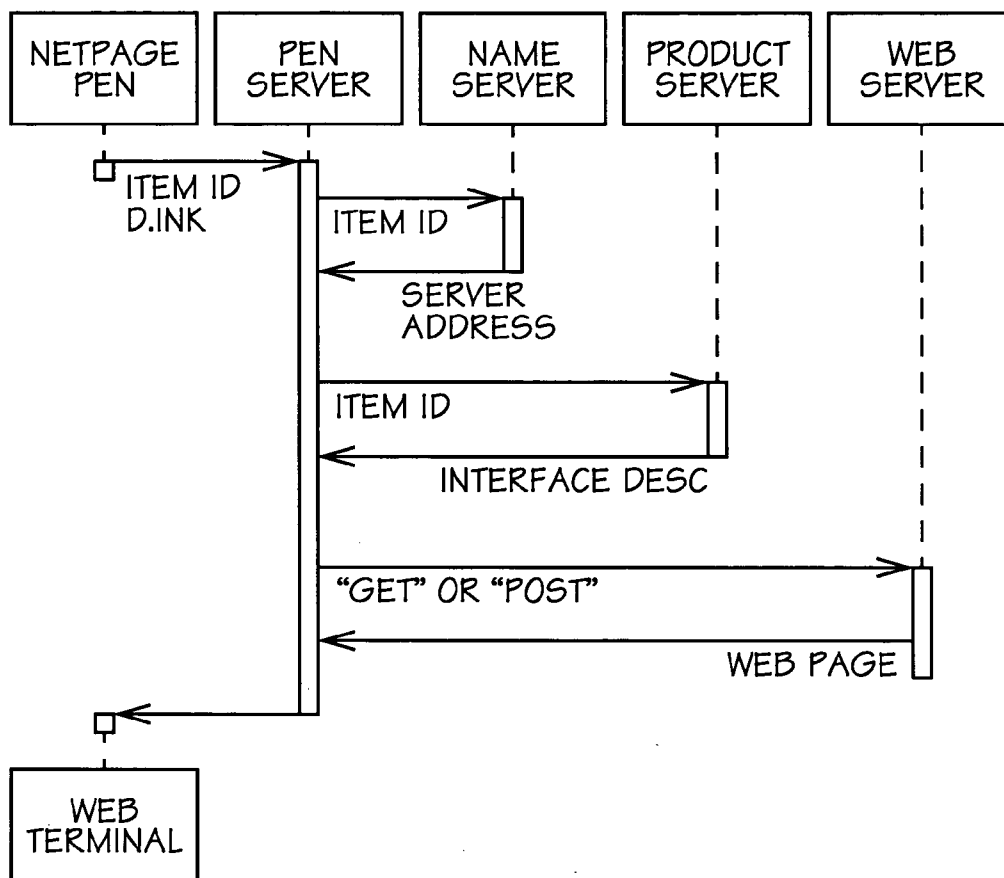 NETPAGE
PEN
PEN
SERVER
NAME
SERVER
PRODUCT
SERVER
WEB
SERVER
ITEM ID
D.INK
ITEM ID
SERVER
ADDRESS
ITEM ID
INTERFACE DESC
“GET” OR “POST”
WEB PAGE
WEB
TERMINAL